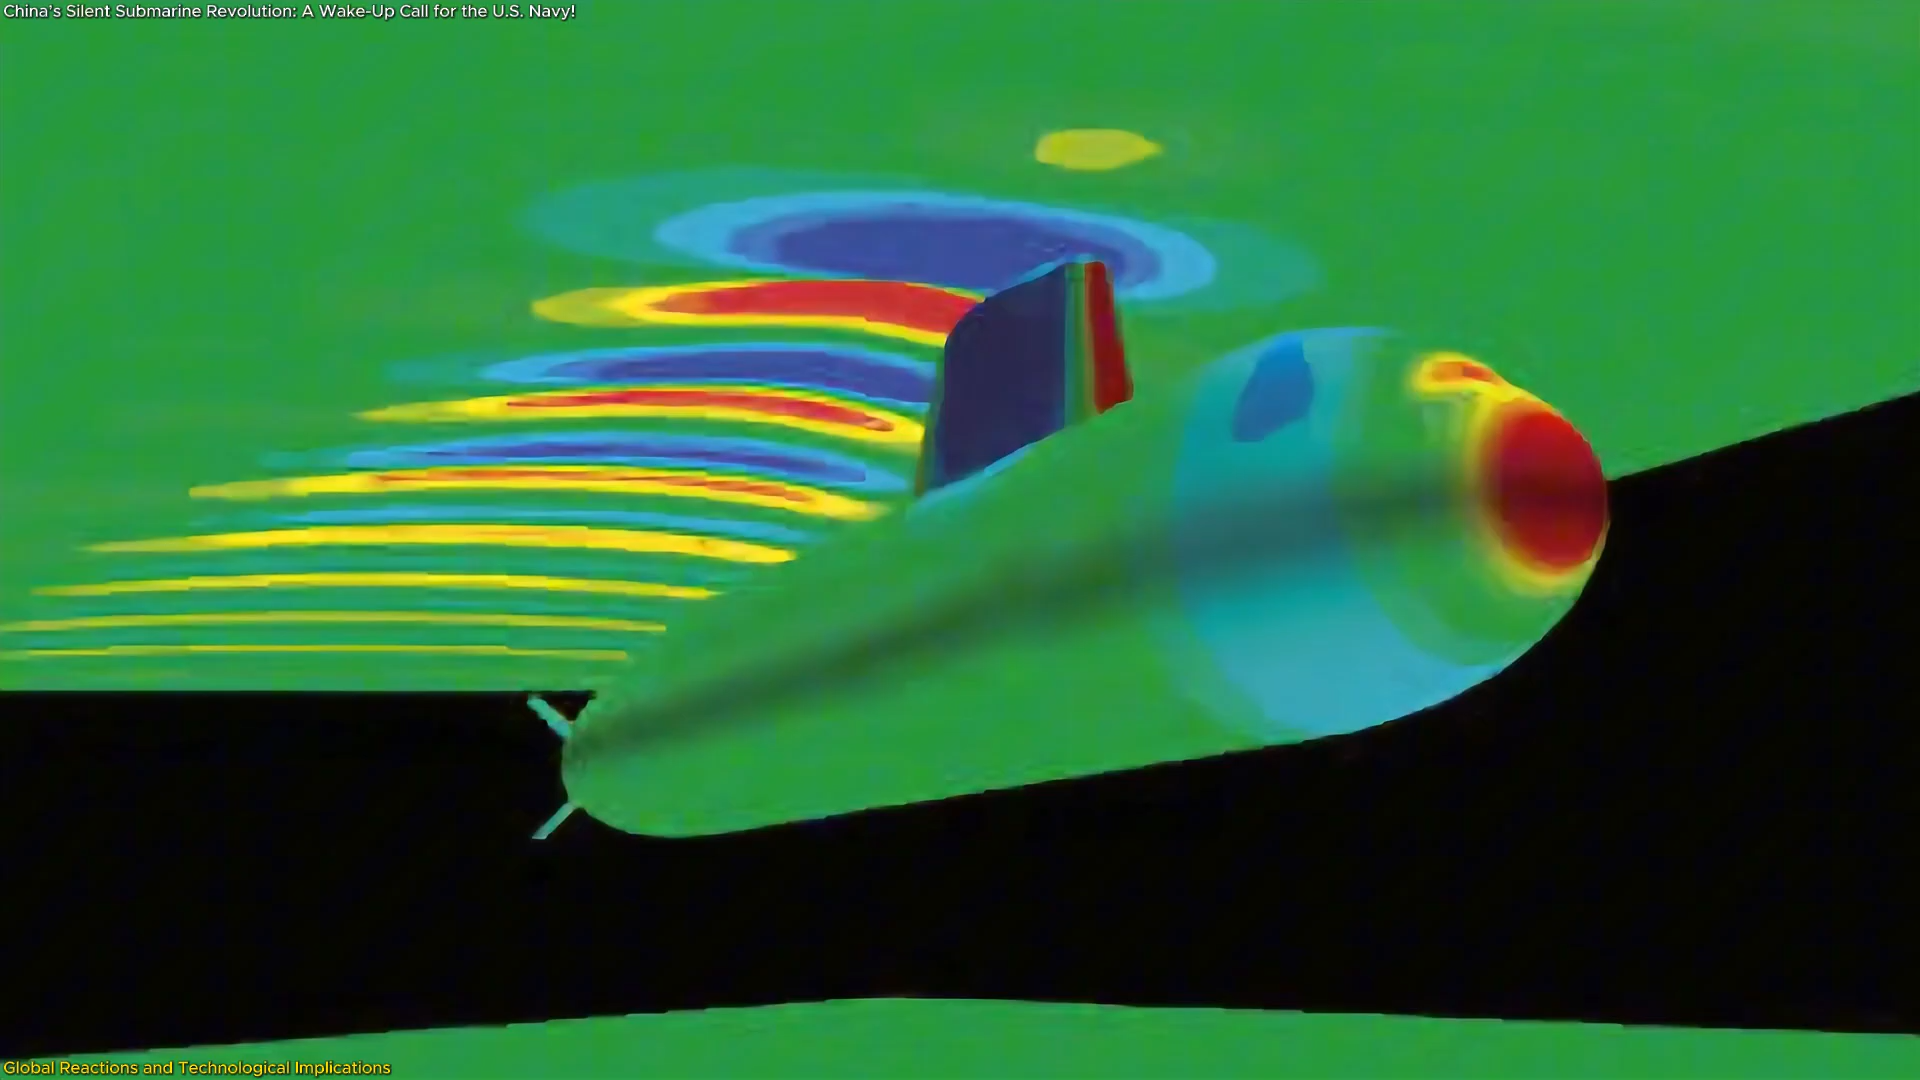 China's Silent Submarine Revolution: A Wake-Up Call for the U.S. Navy!
Global Reactions and Technological Implications